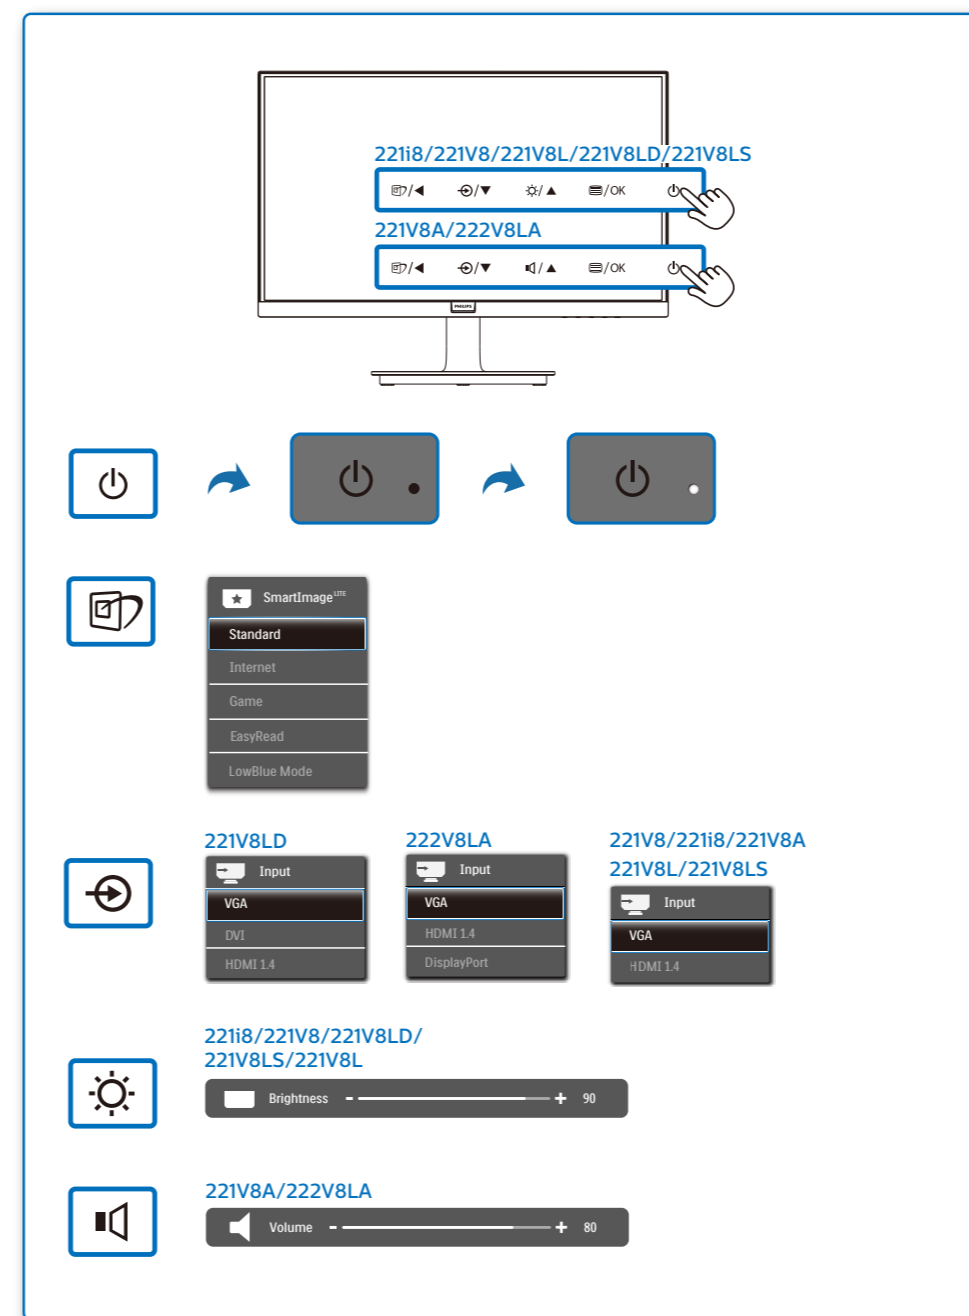 221i8/221V8/221V8L/221V8LD/221V8LS
/◀ /▼ /▲ /OK
221V8A/222V8LA
/◀ /▼ /▲ /OK
PHILIPS
SmartImage LITE
Standard
Internet
Game
EasyRead
LowBlue Mode
221V8LD
Input
VGA
DVI
HDMI 1.4
222V8LA
Input
VGA
HDMI 1.4
DisplayPort
221V8/221i8/221V8A
221V8L/221V8LS
Input
VGA
HDMI 1.4
221i8/221V8/221V8LD/
221V8LS/221V8L
Brightness - + 90
221V8A/222V8LA
Volume - + 80